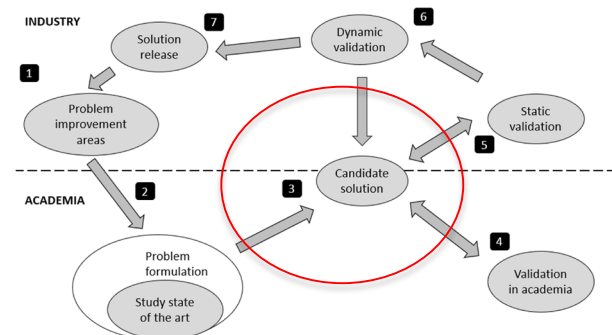 INDUSTRY
7
6
Solution
release
Dynamic
validation
1
Problem
improvement
areas
Static
validation
5
2
3
Candidate
solution
ACADEMIA
4
Problem
formulation
Study state
of the art
Validation
in academia